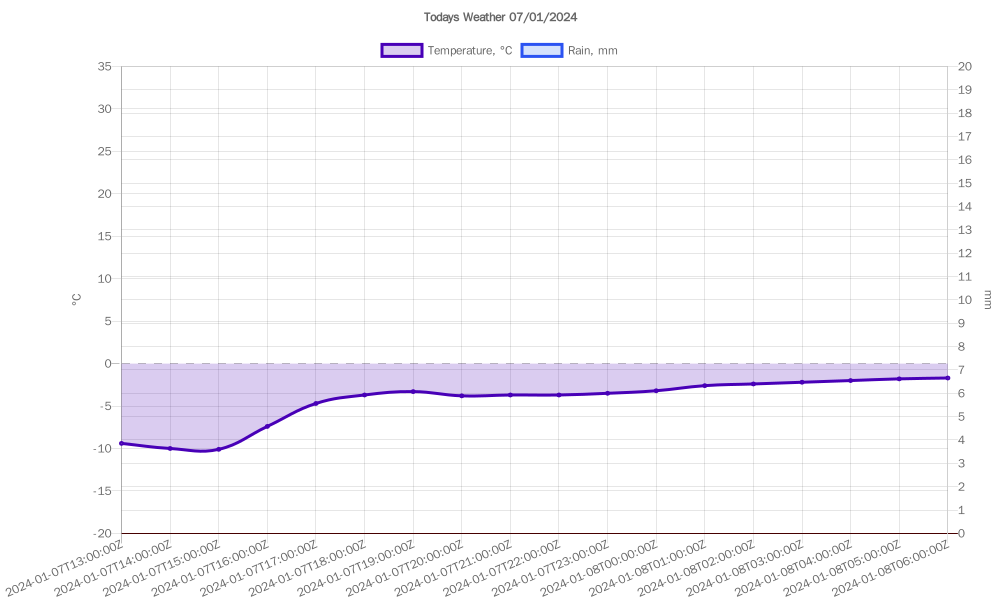 Todays Weather 07/01/2024
Temperature, °C
Rain, mm
35
30
25
20
15
10
5
0
-5
-10
-15
-20
°C
20
19
18
17
16
15
14
13
12
11
10
9
8
7
6
5
4
3
2
1
0
mm
2024-01-07T13:00:00Z
2024-01-07T14:00:00Z
2024-01-07T15:00:00Z
2024-01-07T16:00:00Z
2024-01-07T17:00:00Z
2024-01-07T18:00:00Z
2024-01-07T19:00:00Z
2024-01-07T20:00:00Z
2024-01-07T21:00:00Z
2024-01-07T22:00:00Z
2024-01-07T23:00:00Z
2024-01-08T00:00:00Z
2024-01-08T01:00:00Z
2024-01-08T02:00:00Z
2024-01-08T03:00:00Z
2024-01-08T04:00:00Z
2024-01-08T05:00:00Z
2024-01-08T06:00:00Z